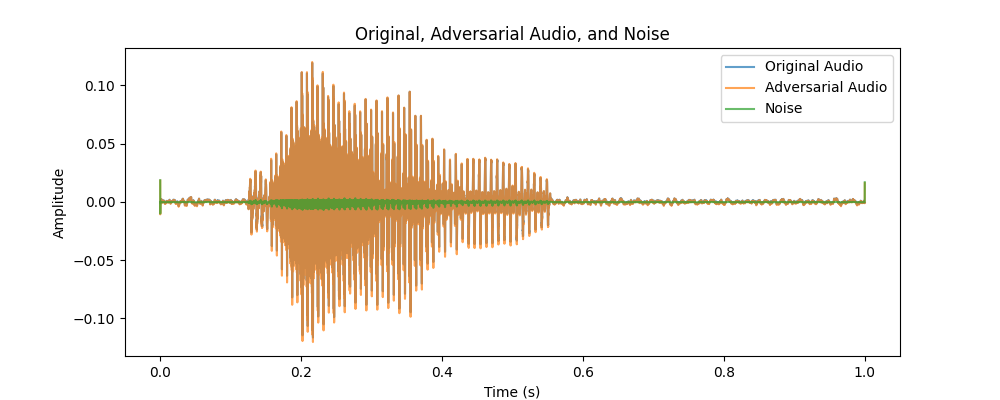 Original, Adversarial Audio, and Noise
Original Audio
Adversarial Audio
Noise
Amplitude
0.10
0.05
0.00
−0.05
−0.10
0.0 0.2 0.4 0.6 0.8 1.0
Time (s)